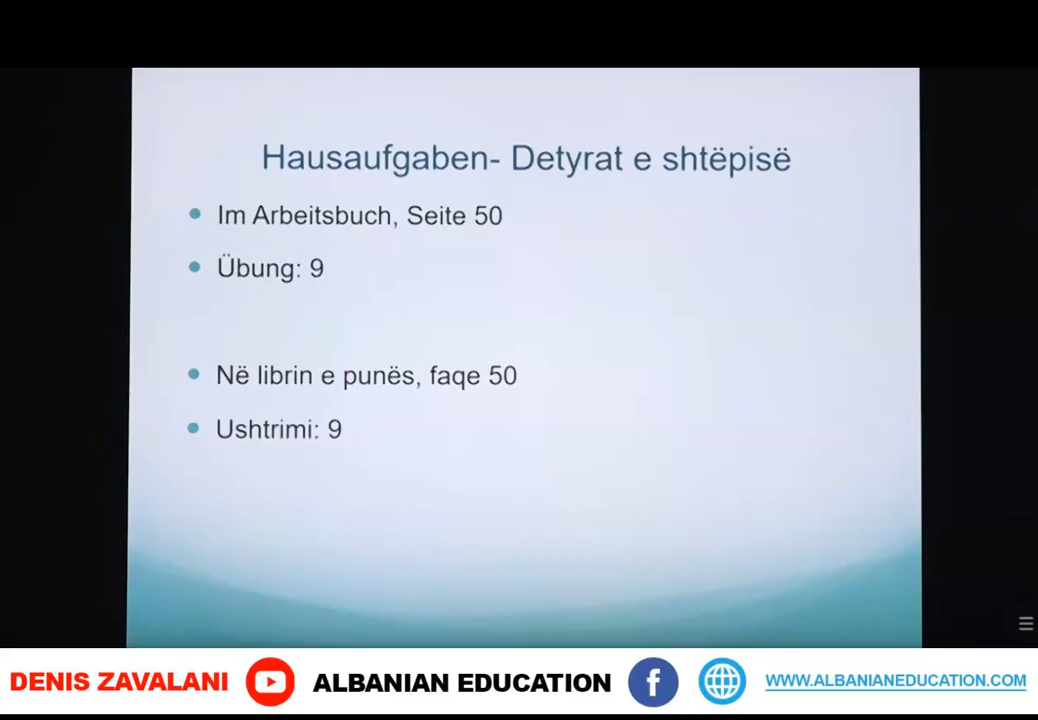 Hausaufgaben- Detyrat e shtëpisë
Im Arbeitsbuch, Seite 50
Übung: 9
Në librin e punës, faqe 50
Ushtrimi: 9
DENIS ZAVALANI ALBANIAN EDUCATION WWW.ALBANIANEDUCATION.COM